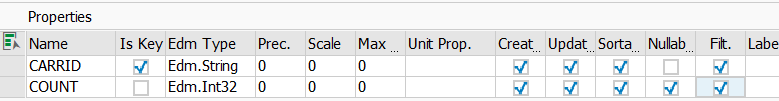 Properties
Name Is Key Edm Type Prec. Scale Max ... Unit Prop. Creat... Updat... Sorta... Nullab... Filt. Labe
CARRID Edm.String 0 0 0
COUNT Edm.Int32 0 0 0